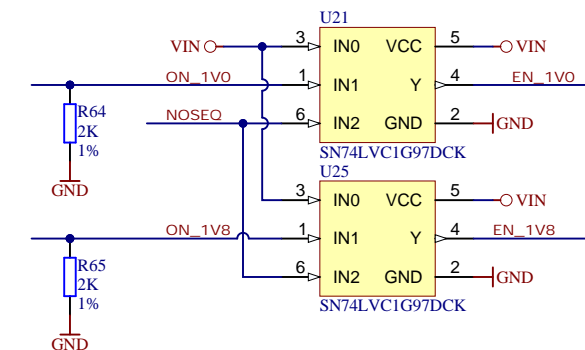 U21
VIN 3 IN0 VCC 5 VIN
ON_1V0 1 IN1 Y 4 EN_1V0
R64
2K
1%
GND
NOSEQ 6 IN2 GND 2 GND
SN74LVC1G97DCK
U25
3 IN0 VCC 5 VIN
ON_1V8 1 IN1 Y 4 EN_1V8
R65
2K
1%
GND
6 IN2 GND 2 GND
SN74LVC1G97DCK